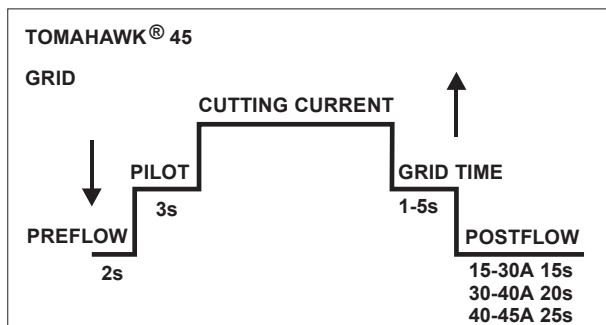 TOMAHAWK® 45
GRID
CUTTING CURRENT
PILOT
3s
GRID TIME
1-5s
PREFLOW
2s
POSTFLOW
15-30A 15s
30-40A 20s
40-45A 25s